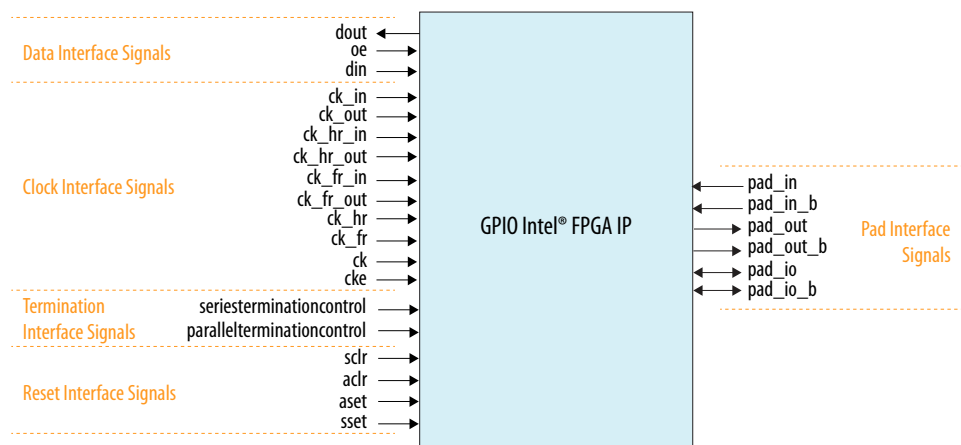 Data Interface Signals
dout
oe
din
Clock Interface Signals
ck_in
ck_out
ck_hr_in
ck_hr_out
ck_fr_in
ck_fr_out
ck_hr
ck_fr
ck
cke
Termination
Interface Signals
seriesterminationcontrol
parallelterminationcontrol
Reset Interface Signals
sclr
aclr
aset
sset
GPIO Intel® FPGA IP
pad_in
pad_in_b
pad_out
pad_out_b
pad_io
pad_io_b
Pad Interface
Signals